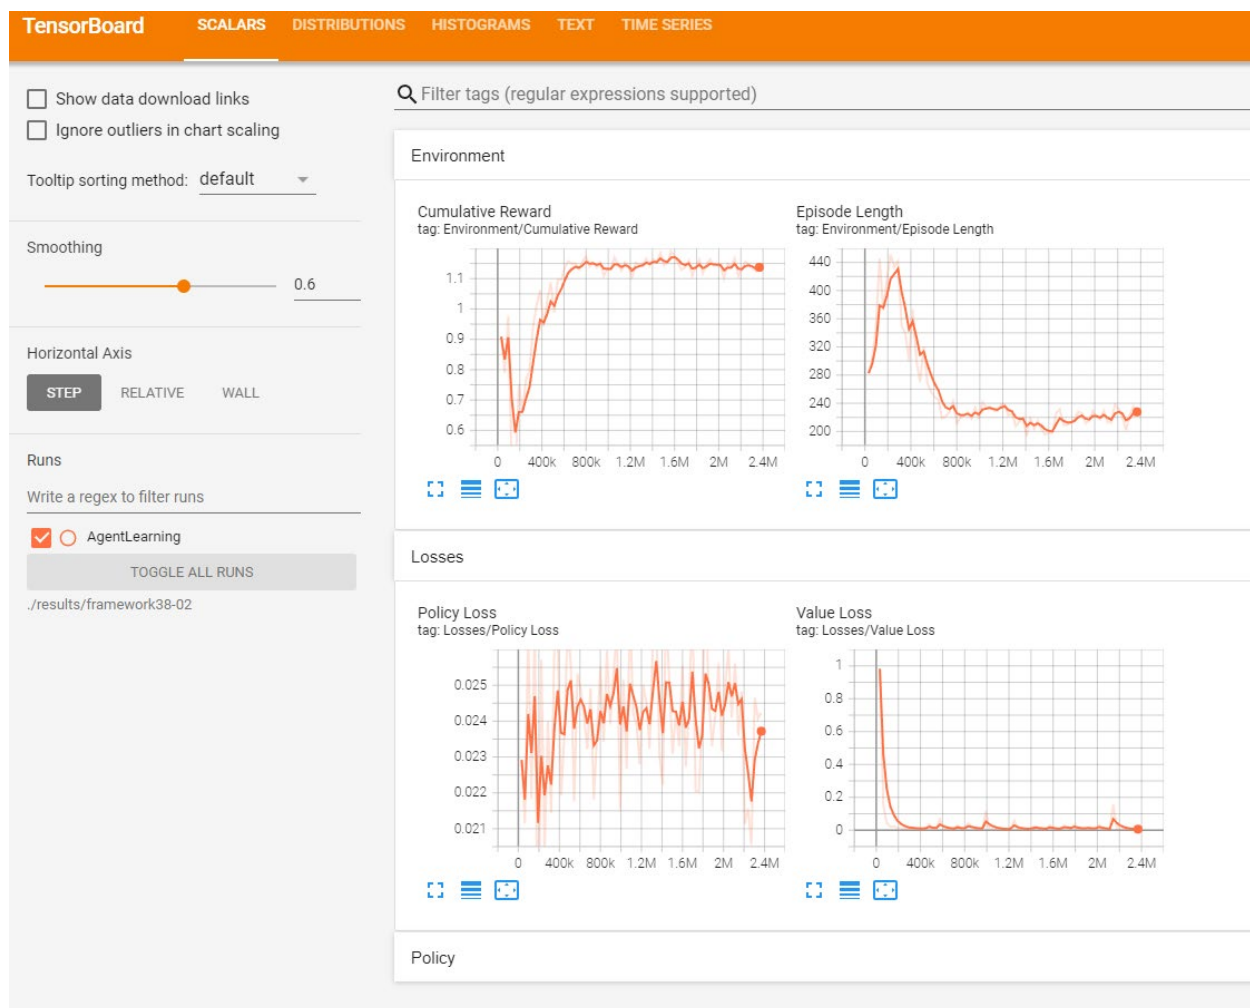 TensorBoard SCALARS DISTRIBUTIONS HISTOGRAMS TEXT TIME SERIES
Show data download links
Ignore outliers in chart scaling
Tooltip sorting method: default
Smoothing
0.6
Horizontal Axis
STEP RELATIVE WALL
Runs
Write a regex to filter runs
AgentLearning
TOGGLE ALL RUNS
./results/framework38-02
Filter tags (regular expressions supported)
Environment
Cumulative Reward
tag: Environment/Cumulative Reward
1.1
1
0.9
0.8
0.7
0.6
0 400k 800k 1.2M 1.6M 2M 2.4M
Episode Length
tag: Environment/Episode Length
440
400
360
320
280
240
200
0 400k 800k 1.2M 1.6M 2M 2.4M
Losses
Policy Loss
tag: Losses/Policy Loss
0.025
0.024
0.023
0.022
0.021
0 400k 800k 1.2M 1.6M 2M 2.4M
Value Loss
tag: Losses/Value Loss
1
0.8
0.6
0.4
0.2
0
0 400k 800k 1.2M 1.6M 2M 2.4M
Policy